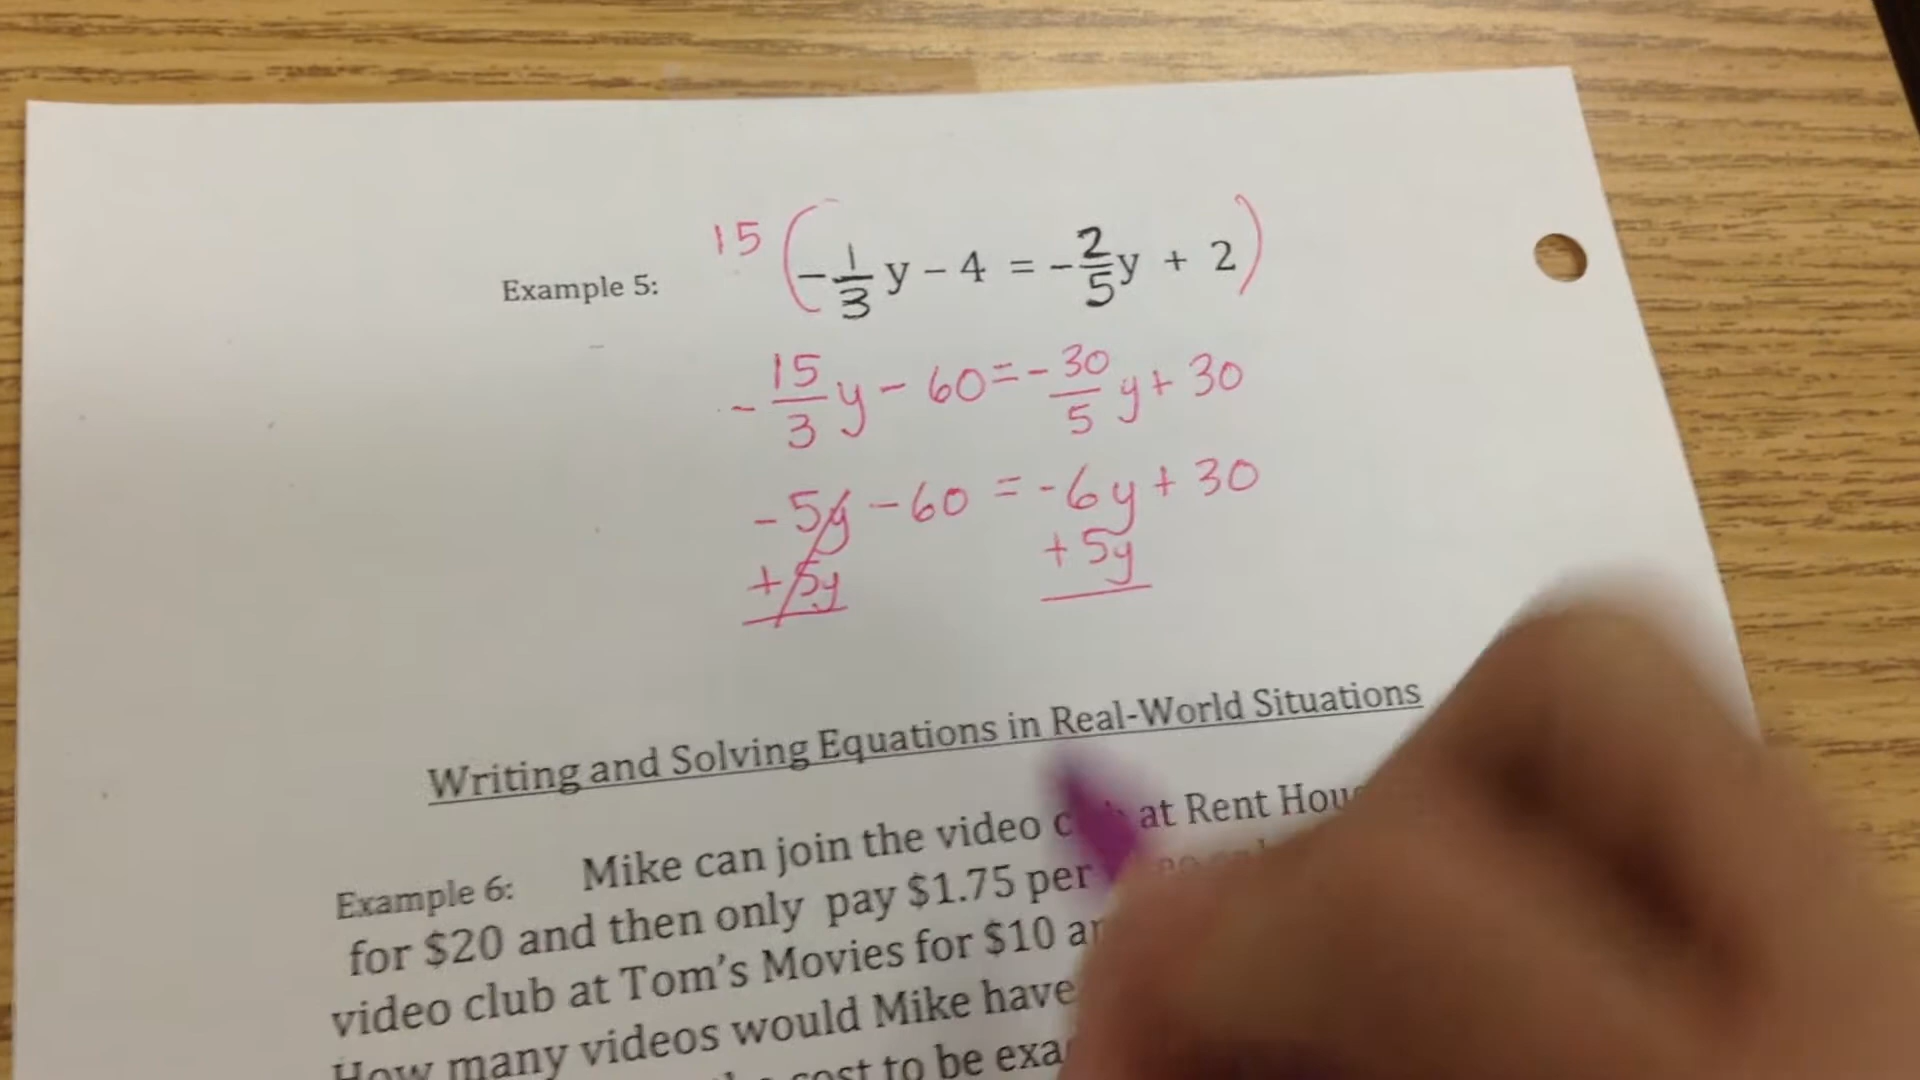 Example 5: 15 (-1/3 y - 4 = -2/5 y + 2)
- 15/3 y - 60 = - 30/5 y + 30
- 5y - 60 = - 6y + 30
+ 5y + 5y
Writing and Solving Equations in Real-World Situations
Example 6: Mike can join the video at Rent
for $20 and then only pay $1.75 per
video club at Tom's Movies for $10
How many videos would Mike have
cost to be